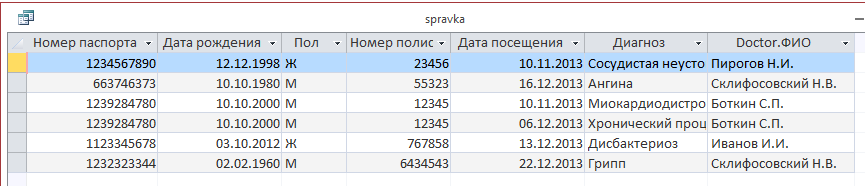 spravka
Номер паспорта Дата рождения Пол Номер полис Дата посещения Диагноз Doctor.ФИО
1234567890 12.12.1998 Ж 23456 10.11.2013 Сосудистая неусто Пирогов Н.И.
663746373 10.10.1980 М 55323 16.12.2013 Ангина Склифосовский Н.В.
1239284780 10.10.2000 М 12345 10.11.2013 Миокардиодистро Боткин С.П.
1239284780 10.10.2000 М 12345 06.12.2013 Хронический проц Боткин С.П.
1123345678 03.10.2012 Ж 767858 13.12.2013 Дисбактериоз Иванов И.И.
1232323344 02.02.1960 М 6434543 22.12.2013 Грипп Склифосовский Н.В.